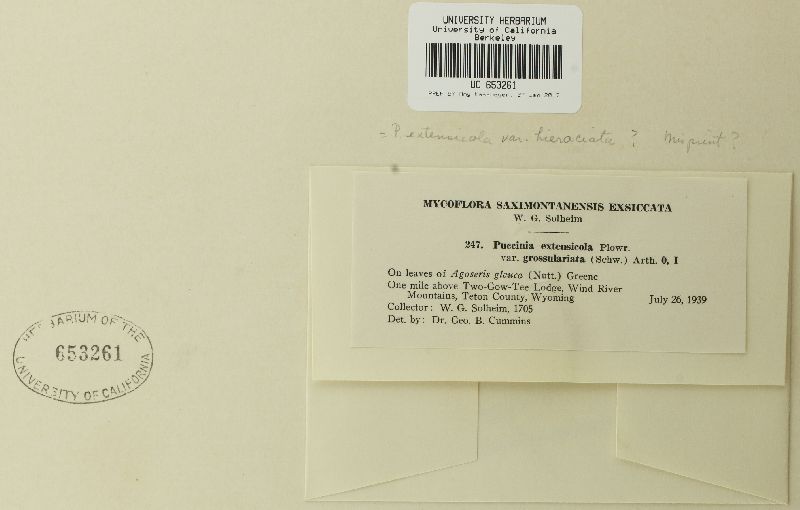 UNIVERSITY HERBARIUM
University of California
Berkeley
UC 653261
= P. extensicola var. hieraciata ? Misprint ?
MYCOFLORA SAXIMONTANENSIS EXSICCATA
W. G. Solheim
247. Puccinia extensicola Plowr.
var. grossulariata (Schw.) Arth. 0, I
On leaves of Agoseris glauca (Nutt.) Greene
One mile above Two-Gow-Tee Lodge, Wind River
Mountains, Teton County, Wyoming July 26, 1939
Collector: W. G. Solheim, 1705
Det. by: Dr. Geo. B. Cummins
HERBARIUM OF THE
653261
UNIVERSITY OF CALIFORNIA